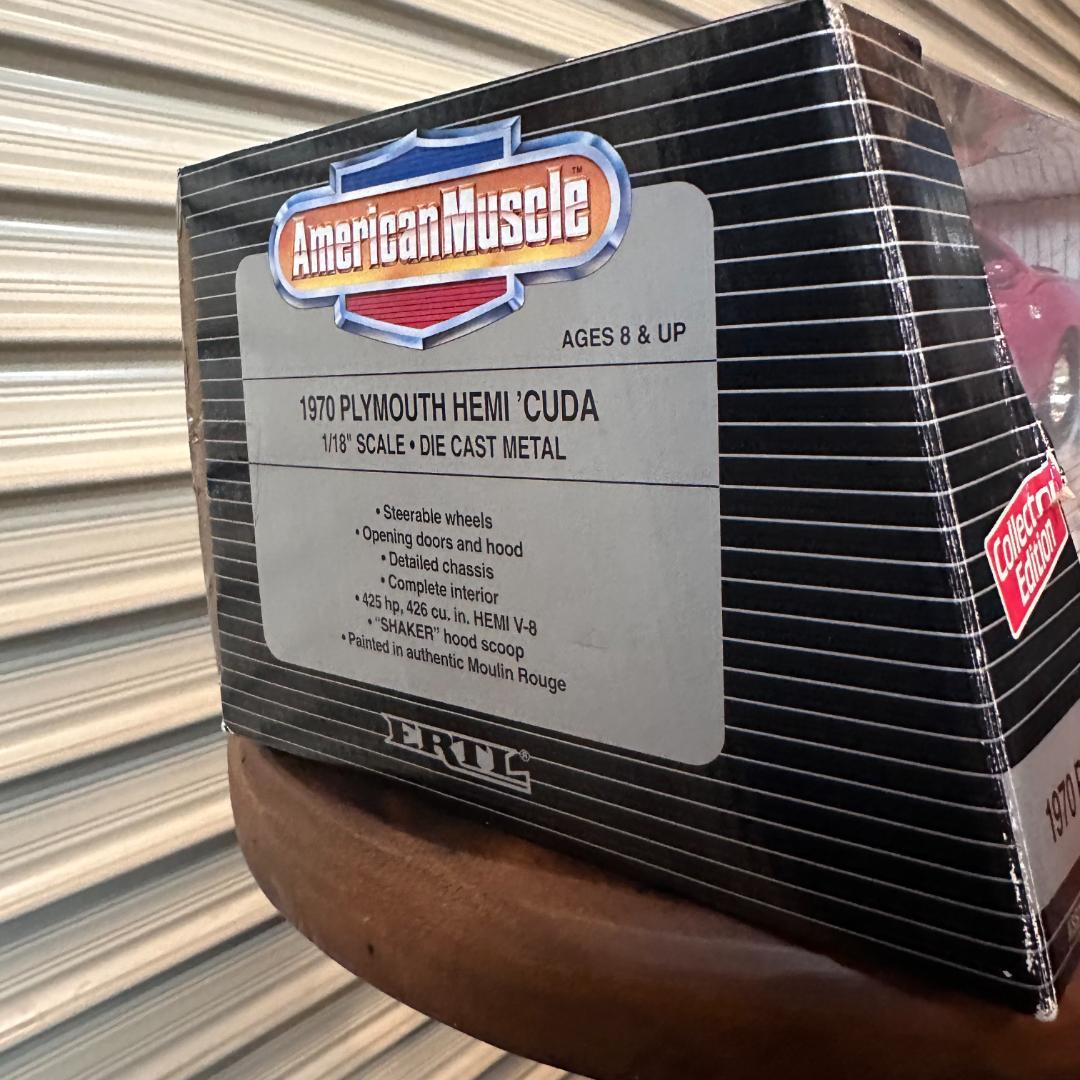 AmericanMuscle™
AGES 8 & UP
1970 PLYMOUTH HEMI 'CUDA
1/18" SCALE • DIE CAST METAL
• Steerable wheels
• Opening doors and hood
• Detailed chassis
• Complete interior
• 425 hp, 426 cu. in. HEMI V-8
• "SHAKER" hood scoop
• Painted in authentic Moulin Rouge
ERTL®
Edition
1970